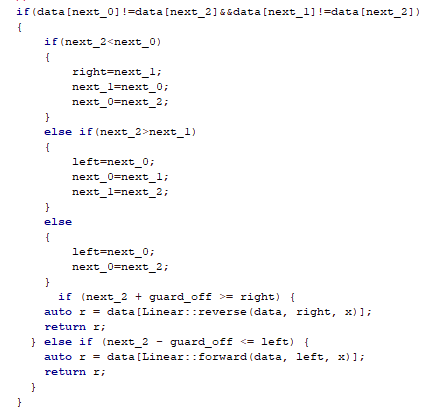 if(data[next_0]!=data[next_2]&&data[next_1]!=data[next_2])
{
if(next_2<next_0)
{
right=next_1;
next_1=next_0;
next_0=next_2;
}
else if(next_2>next_1)
{
left=next_0;
next_0=next_1;
next_1=next_2;
}
else
{
left=next_0;
next_0=next_2;
}
if (next_2 + guard_off >= right) {
auto r = data[Linear::reverse(data, right, x)];
return r;
} else if (next_2 - guard_off <= left) {
auto r = data[Linear::forward(data, left, x)];
return r;
}
}